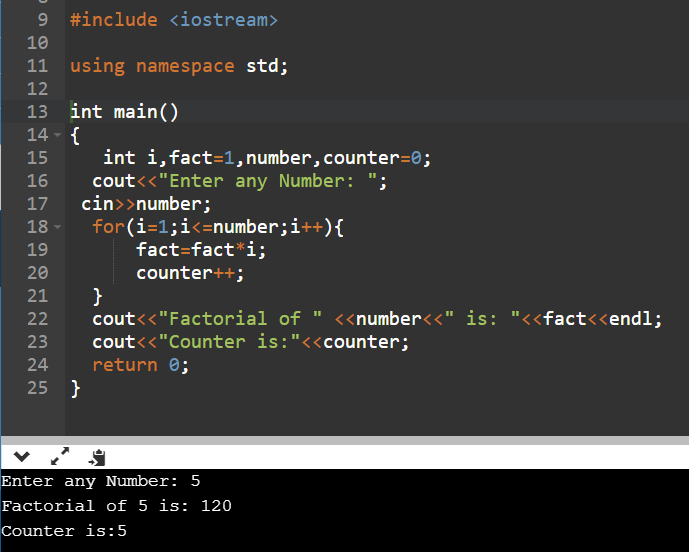 9 #include <iostream>
10
11 using namespace std;
12
13 int main()
14 {
15 int i,fact=1,number,counter=0;
16 cout<<"Enter any Number: ";
17 cin>>number;
18 for(i=1;i<=number;i++){
19 fact=fact*i;
20 counter++;
21 }
22 cout<<"Factorial of " <<number<<" is: "<<fact<<endl;
23 cout<<"Counter is:"<<counter;
24 return 0;
25 }
Enter any Number: 5
Factorial of 5 is: 120
Counter is:5